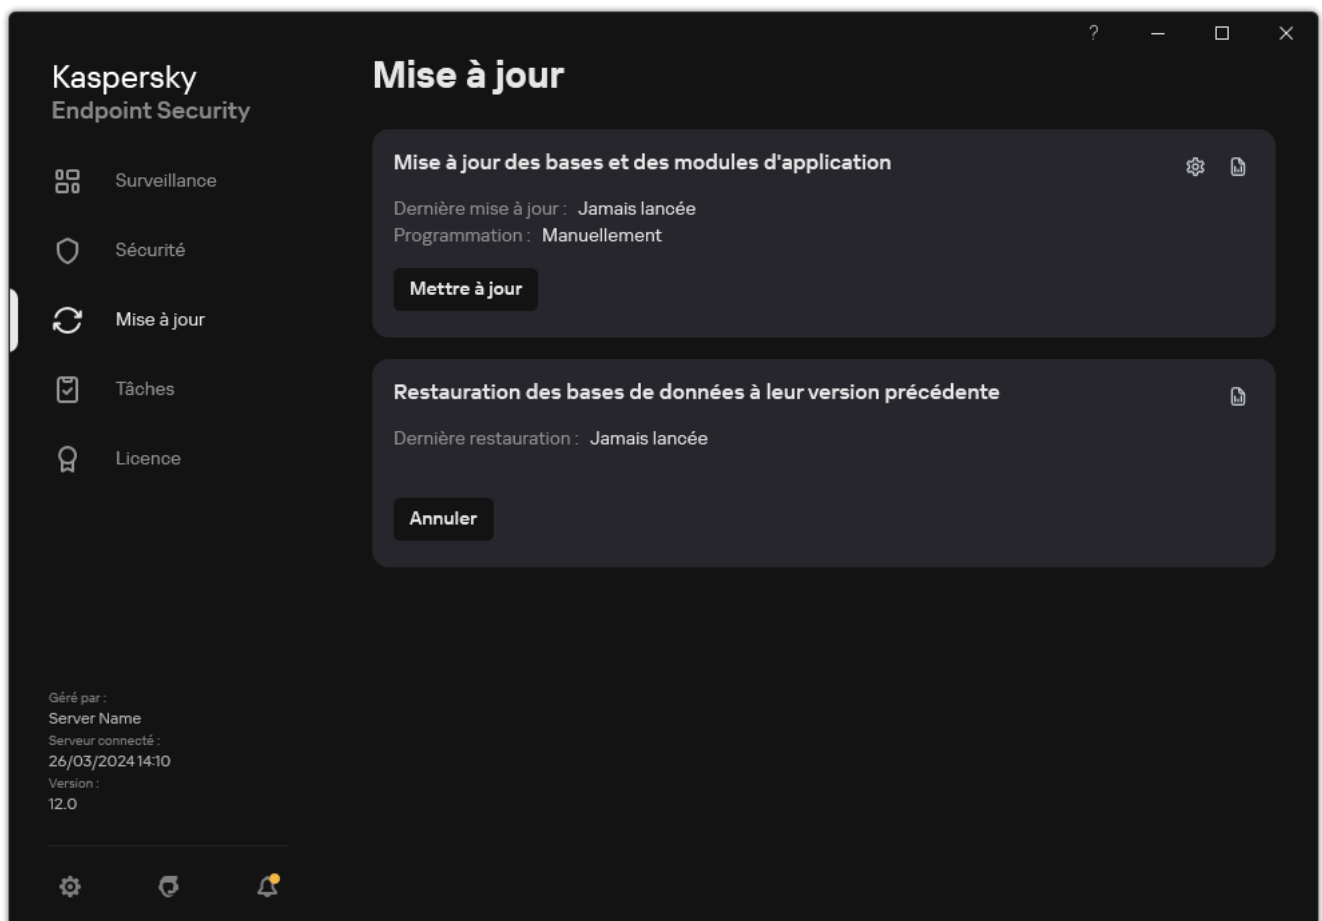 ?
Kaspersky
Endpoint Security
Surveillance
Sécurité
Mise à jour
Tâches
Licence
Géré par :
Server Name
Serveur connecté :
26/03/2024 14:10
Version :
12.0
Mise à jour
Mise à jour des bases et des modules d'application
Dernière mise à jour : Jamais lancée
Programmation : Manuellement
Mettre à jour
Restauration des bases de données à leur version précédente
Dernière restauration : Jamais lancée
Annuler